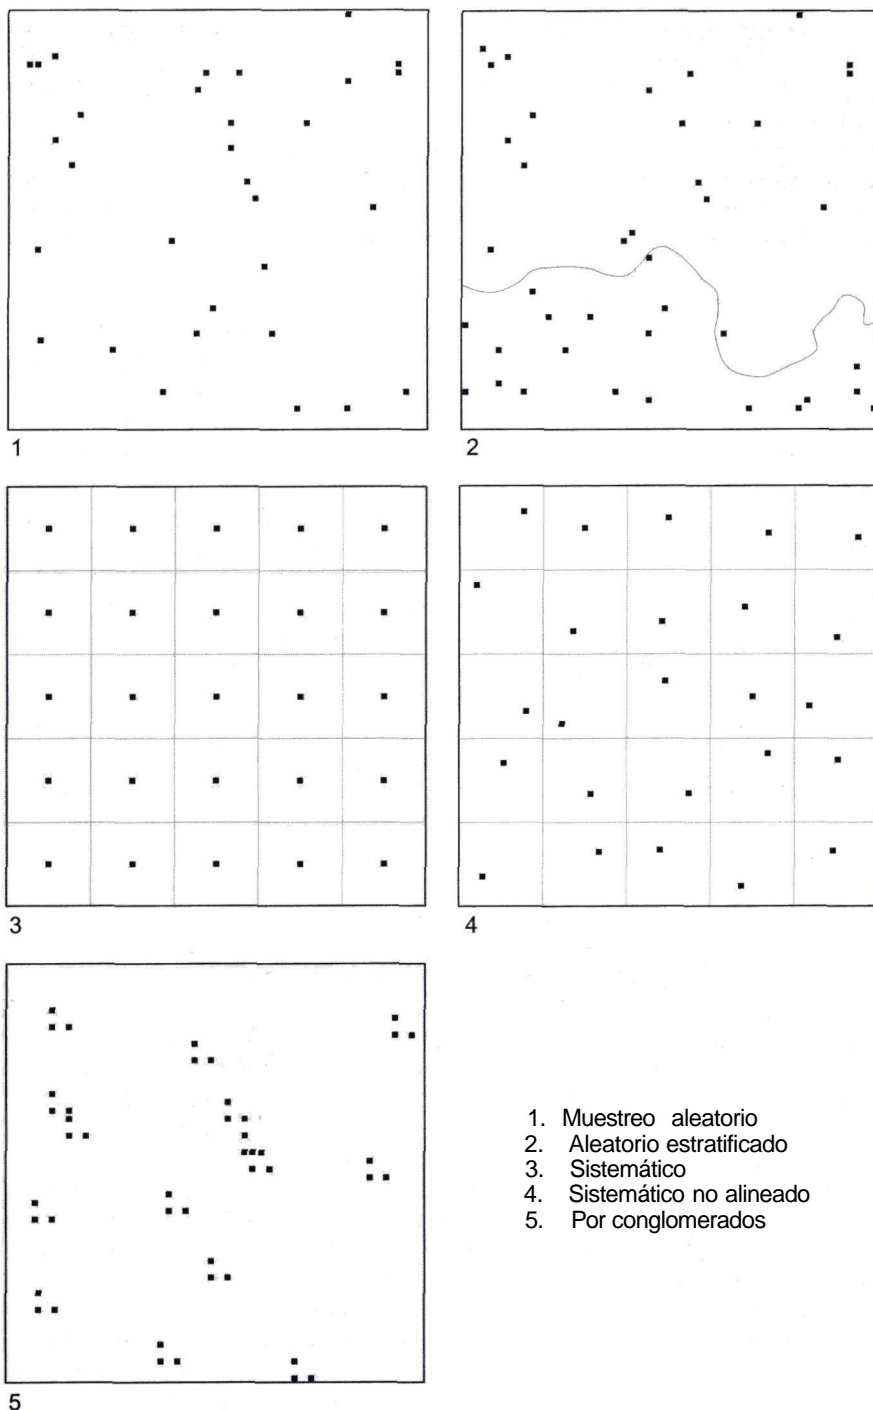 1
2
3
4
1. Muestreo aleatorio
2. Aleatorio estratificado
3. Sistemático
4. Sistemático no alineado
5. Por conglomerados
5